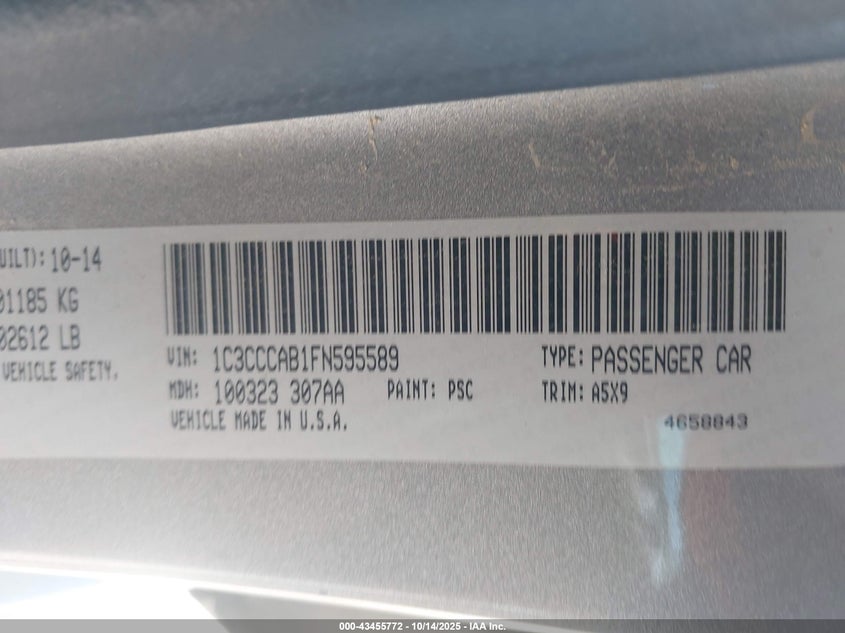 UILT): 10-14
01185 KG
02612 LB
VEHICLE SAFETY.
VIN: 1C3CCCAB1FN595589 TYPE: PASSENGER CAR
MDH: 100323 307AA PAINT: PSC TRIM: A5X9
VEHICLE MADE IN U.S.A. 4658843
000-43455772 - 10/14/2025 - IAA Inc.